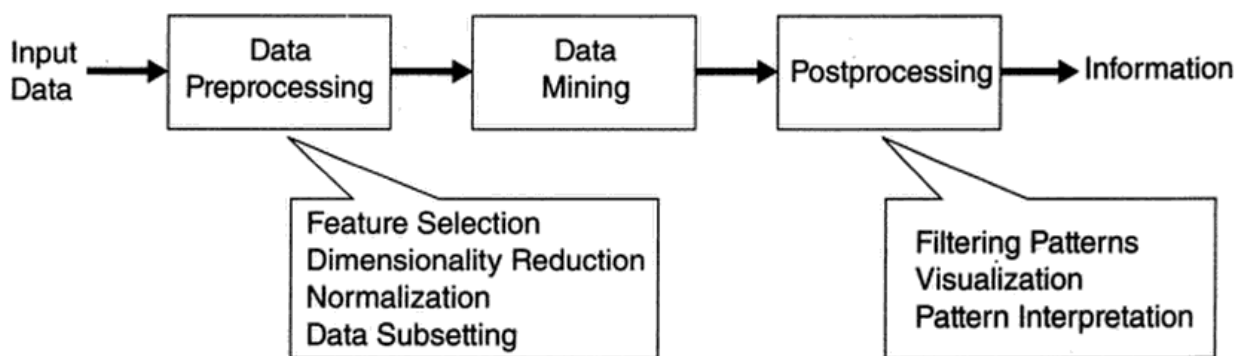 Input
Data
Data
Preprocessing
Data
Mining
Postprocessing
Information
Feature Selection
Dimensionality Reduction
Normalization
Data Subsetting
Filtering Patterns
Visualization
Pattern Interpretation